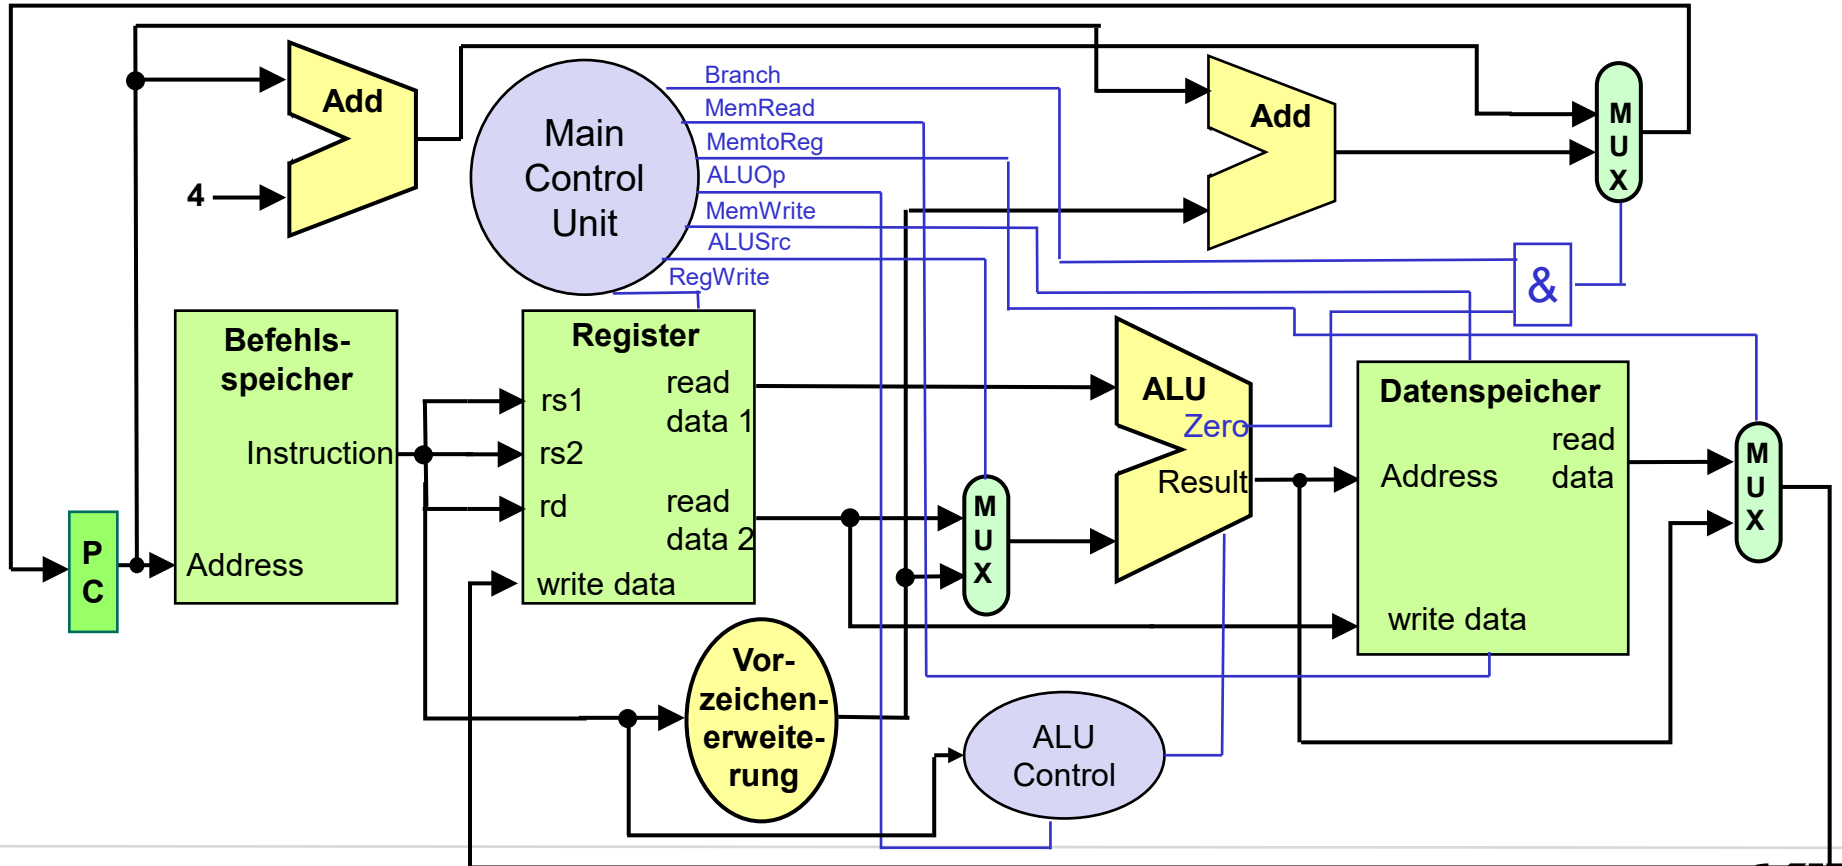 Branch
MemRead
MemtoReg
ALUOp
MemWrite
ALUSrc
RegWrite
Main
Control
Unit
Add
4
Add
M
U
X
&
Befehls-
speicher
Instruction
Address
P
C
Register
rs1
rs2
rd
write data
read
data 1
read
data 2
M
U
X
ALU
Zero
Result
Datenspeicher
Address
read
data
write data
M
U
X
Vor-
zeichen-
erweite-
rung
ALU
Control